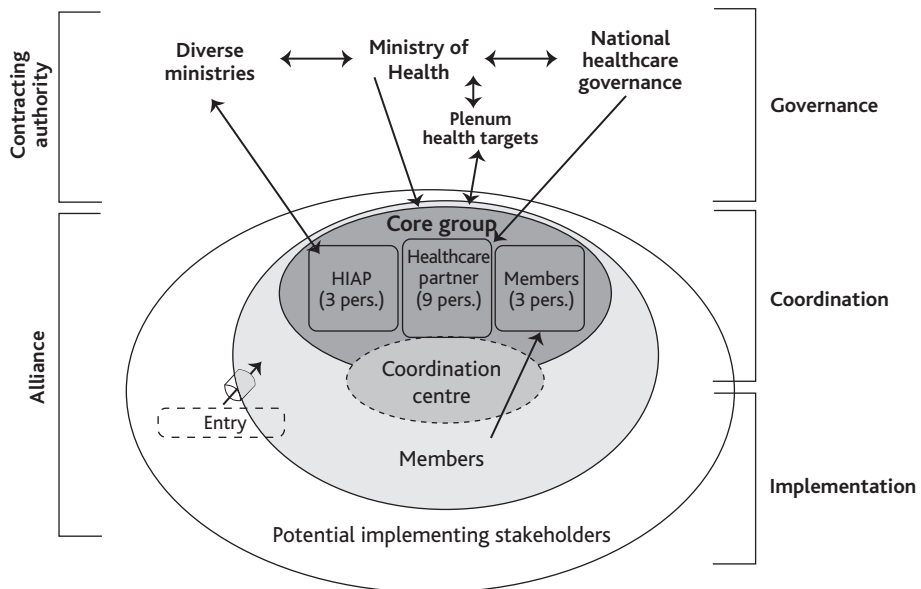 Contracting
authority
Diverse
ministries
Ministry of
Health
National
healthcare
governance
Plenum
health targets
Governance
Alliance
Core group
HIAP
(3 pers.)
Healthcare
partner
(9 pers.)
Members
(3 pers.)
Coordination
Coordination
centre
Entry
Members
Implementation
Potential implementing stakeholders